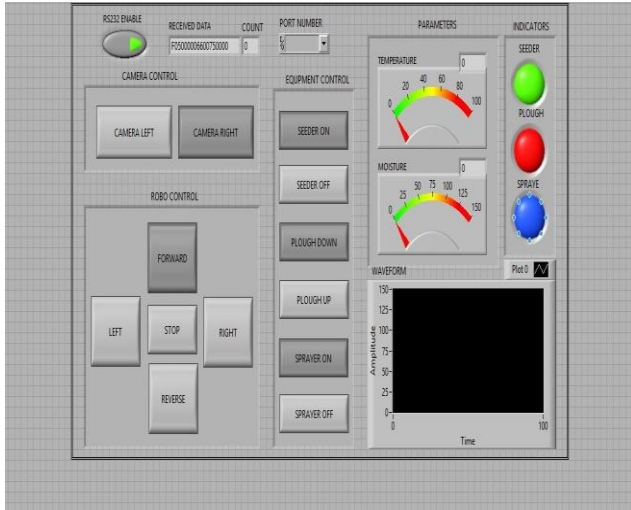 RS232 ENABLE
RECEIVED DATA
COUNT
PORT NUMBER
F05000006600750000
0
CAMERA CONTROL
CAMERA LEFT
CAMERA RIGHT
ROBO CONTROL
FORWARD
LEFT
STOP
RIGHT
REVERSE
EQUPMENT CONTROL
SEEDER ON
SEEDER OFF
PLOUGH DOWN
PLOUGH UP
SPRAYER ON
SPRAYER OFF
PARAMETERS
TEMPERATURE
0
0 20 40 60 80 100
MOISTURE
0
0 25 50 75 100 125 150
INDICATORS
SEEDER
PLOUGH
SPRAYE
WAVEFORM
Plot 0
Amplitude
150
125
100
75
50
25
0
0 100
Time